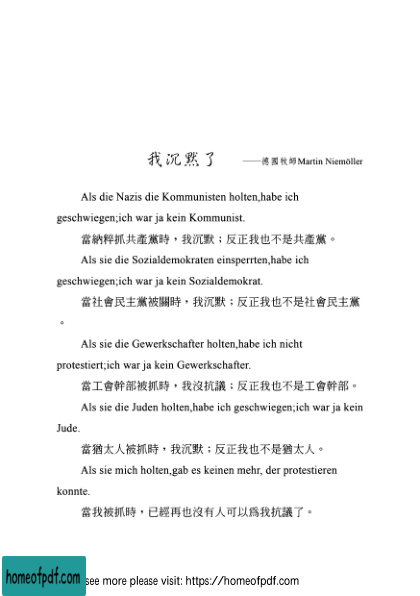 我沉默了 ——德國牧師Martin Niemöller
Als die Nazis die Kommunisten holten,habe ich
geschwiegen;ich war ja kein Kommunist.
當納粹抓共產黨時，我沉默；反正我也不是共產黨。
Als sie die Sozialdemokraten einsperrten,habe ich
geschwiegen;ich war ja kein Sozialdemokrat.
當社會民主黨被關時，我沉默；反正我也不是社會民主黨
。
Als sie die Gewerkschafter holten,habe ich nicht
protestiert;ich war ja kein Gewerkschafter.
當工會幹部被抓時，我沒抗議；反正我也不是工會幹部。
Als sie die Juden holten,habe ich geschwiegen;ich war ja kein
Jude.
當猶太人被抓時，我沉默；反正我也不是猶太人。
Als sie mich holten,gab es keinen mehr, der protestieren
konnte.
當我被抓時，已經再也沒有人可以爲我抗議了。
homeofpdf.com see more please visit: https://homeofpdf.com